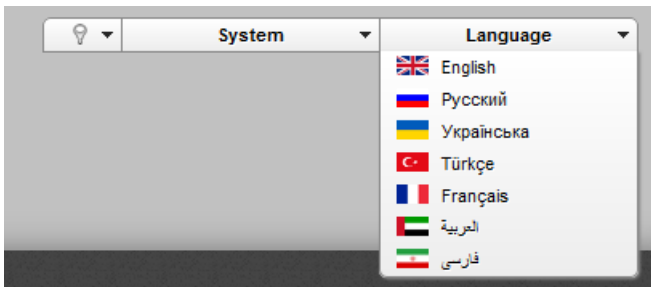 System
Language
English
Русский
Українська
Türkçe
Français
العربية
فارسی